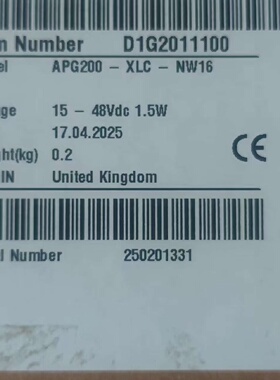 n Number D1G2011100
el APG200 - XLC - NW16
ge 15 - 48Vdc 1.5W
17.04.2025
ght(kg) 0.2
IN United Kingdom
CE
l Number 250201331